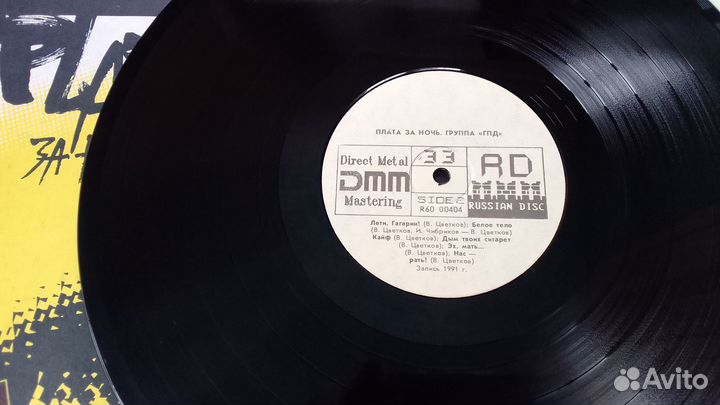 ЗА
ПЛАТА ЗА НОЧЬ. ГРУППА «ГПД»
Direct Metal
DMM
Mastering
33
SIDE
R60 00404
RD
RUSSIAN DISC
Лети, Гагарин! (В. Цветков); Белое тело
(В. Цветков, И. Чибриков — В. Цветков)
Кайф (В. Цветков); Дым твоих сигарет
(В. Цветков); Эх, мать...
(В. Цветков); Нас —
рать! (В. Цветков)
Запись 1991 г.
Avito